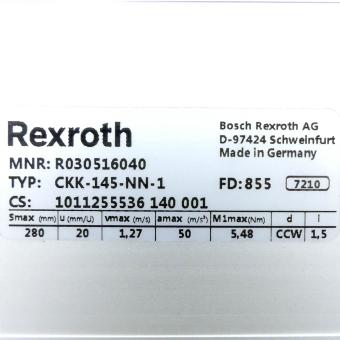 Rexroth
Bosch Rexroth AG
D-97424 Schweinfurt
Made in Germany
MNR: R030516040
TYP: CKK-145-NN-1 FD: 855 7210
CS: 1011255536 140 001
Smax (mm) u (mm/U) vmax (m/s) amax (m/s²) M1max(Nm) d i
280 20 1,27 50 5,48 CCW 1,5